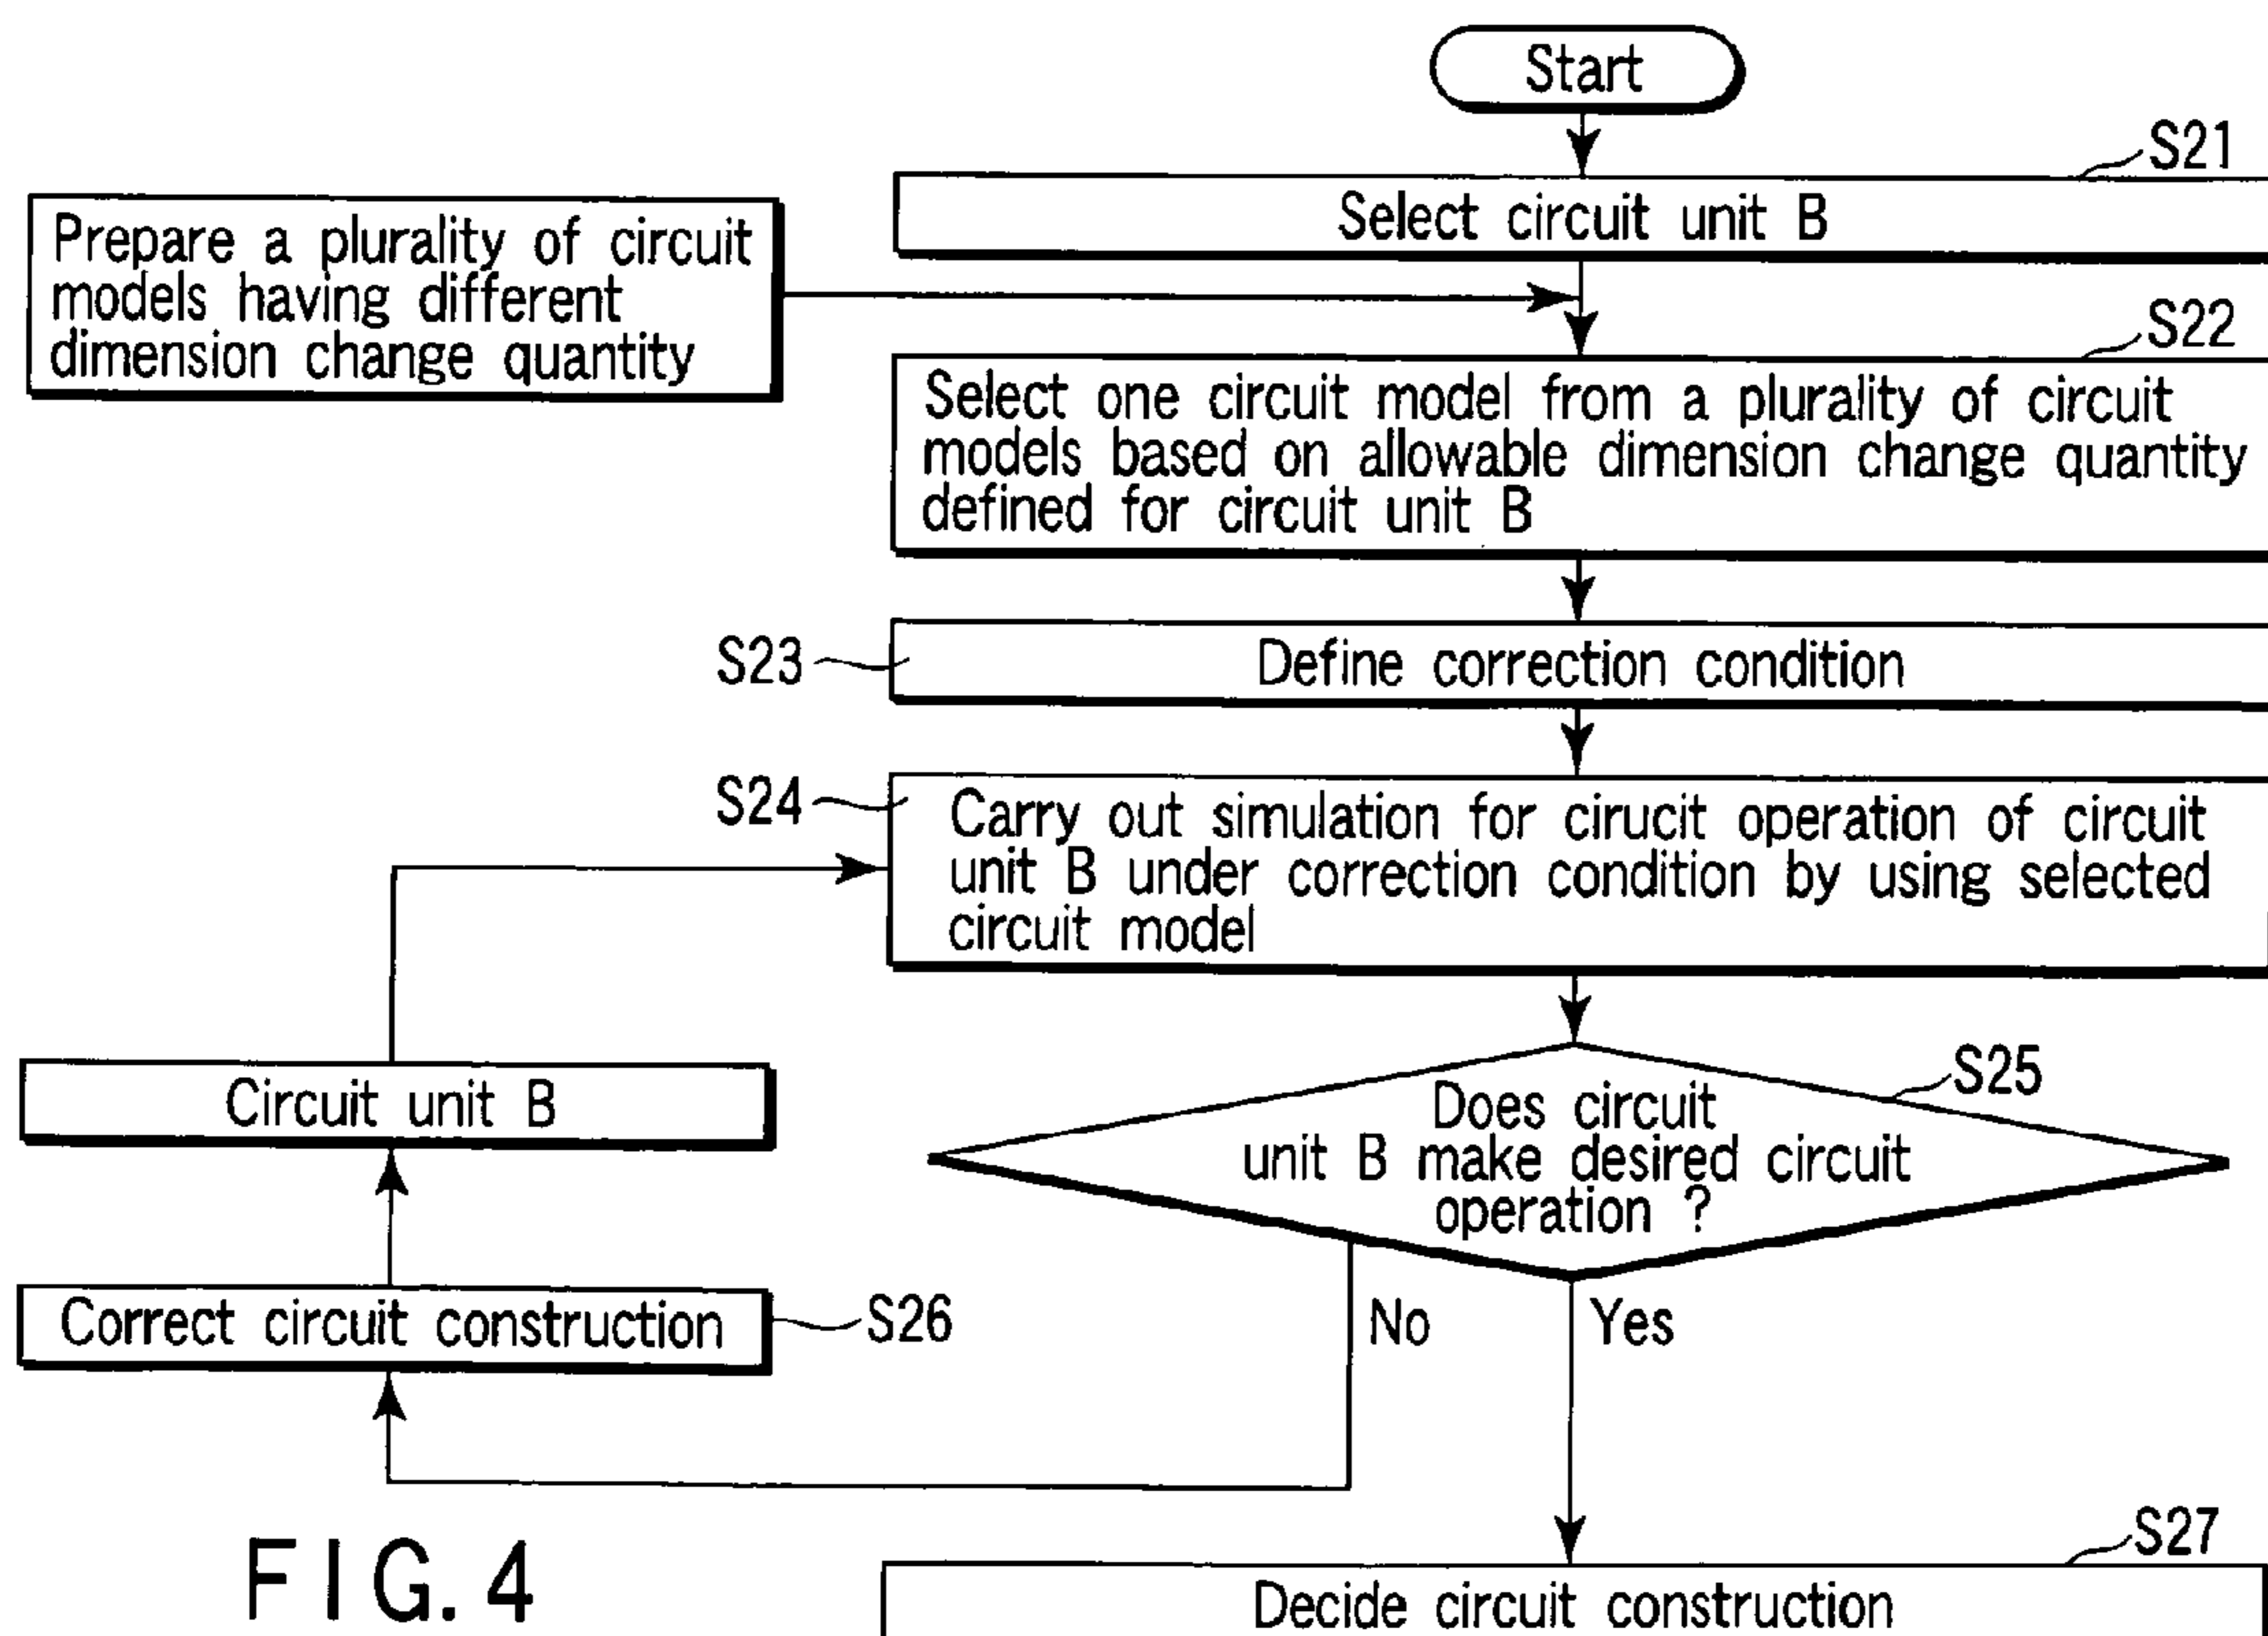 Start
S21
Select circuit unit B
Prepare a plurality of circuit
models having different
dimension change quantity
S22
Select one circuit model from a plurality of circuit
models based on allowable dimension change quantity
defined for circuit unit B
S23
Define correction condition
S24
Carry out simulation for cirucit operation of circuit
unit B under correction condition by using selected
circuit model
S25
Does circuit
unit B make desired circuit
operation ?
Circuit unit B
Correct circuit construction
S26
No
Yes
S27
Decide circuit construction
FIG. 4